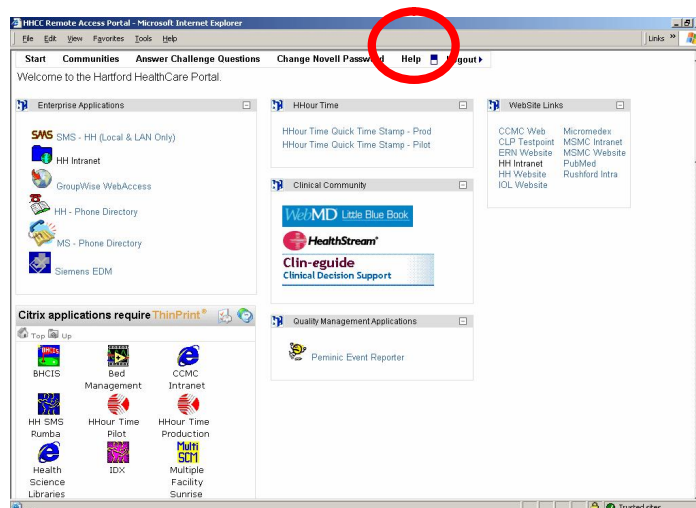 HHCC Remote Access Portal - Microsoft Internet Explorer
File Edit View Favorites Tools Help
Links »
Start Communities Answer Challenge Questions Change Novell Password Help Logout
Welcome to the Hartford HealthCare Portal.
Enterprise Applications
SMS SMS - HH (Local & LAN Only)
HH Intranet
GroupWise WebAccess
HH - Phone Directory
MS - Phone Directory
Siemens EDM
HHour Time
HHour Time Quick Time Stamp - Prod
HHour Time Quick Time Stamp - Pilot
Clinical Community
WebMD Little Blue Book
HealthStream
Clin-eguide
Clinical Decision Support
Quality Management Applications
Peminic Event Reporter
WebSite Links
CCMC Web Micromedex
CLP Testpoint MSMC Intranet
ERN Website MSMC Website
HH Intranet PubMed
HH Website Rushford Intra
IOL Website
Citrix applications require ThinPrint®
Top Up
BHCIS
BHCIS
Bed
Management
CCMC
Intranet
HH SMS
Rumba
HHour Time
Pilot
HHour Time
Production
Health
Science
Libraries
IDX
Multi
SCM
Multiple
Facility
Sunrise
Trusted sites